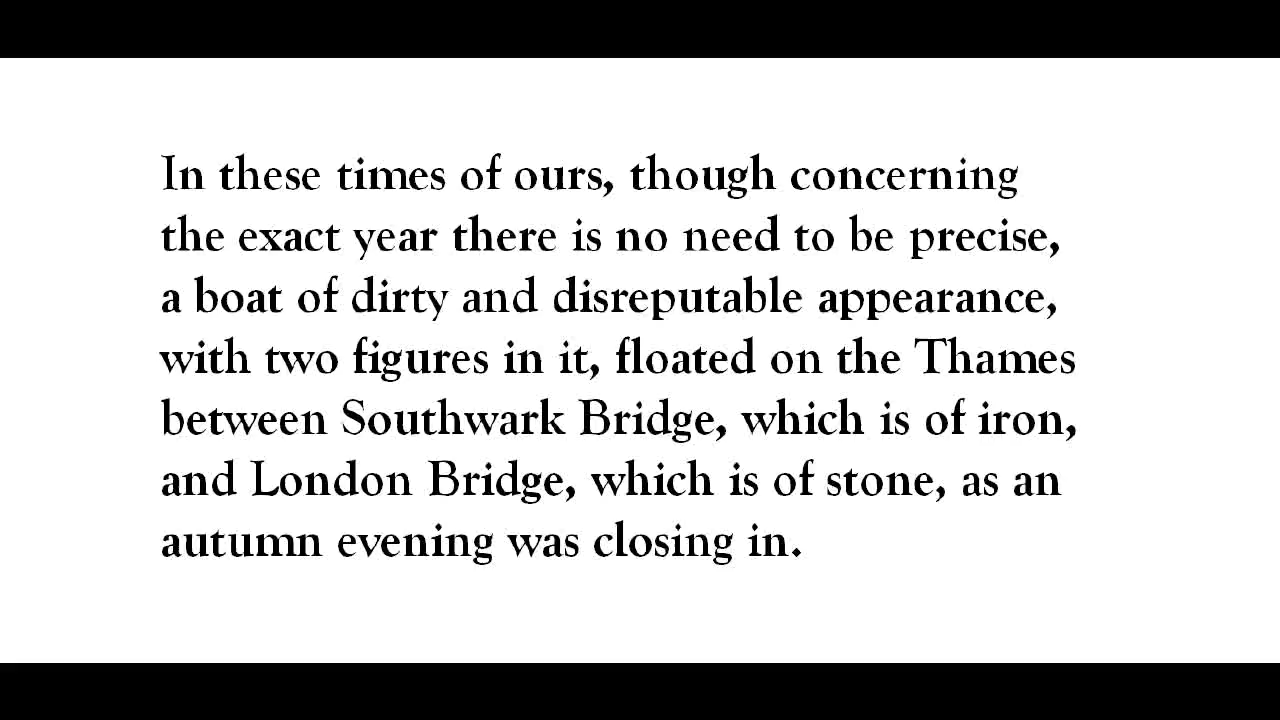 In these times of ours, though concerning
the exact year there is no need to be precise,
a boat of dirty and disreputable appearance,
with two figures in it, floated on the Thames
between Southwark Bridge, which is of iron,
and London Bridge, which is of stone, as an
autumn evening was closing in.